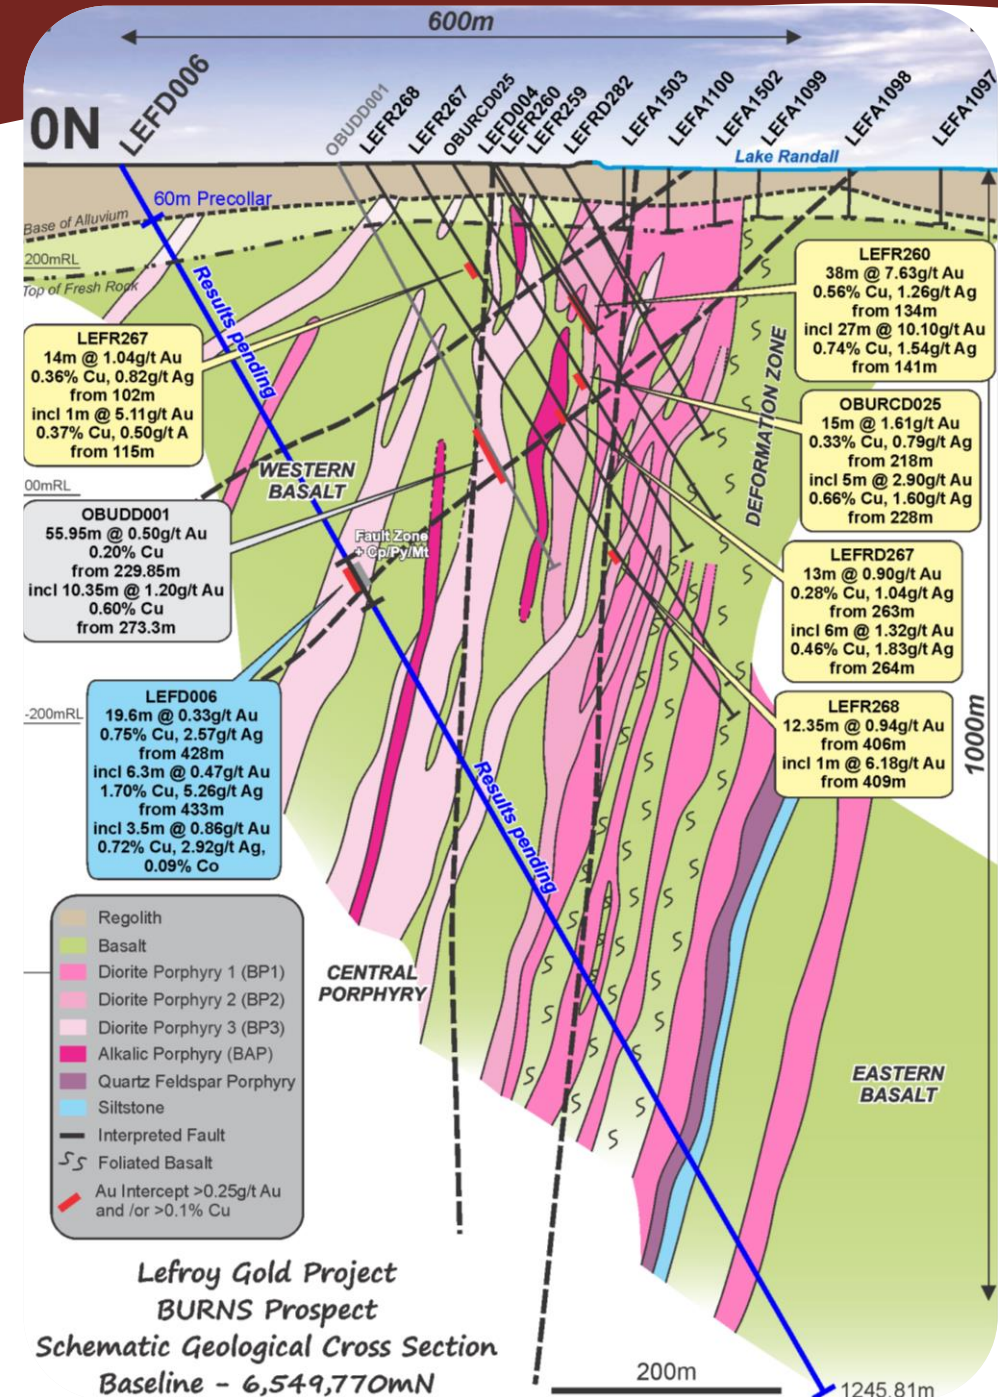 600m
0N
LEFD006
OBUDD001
LEFR268
LEFR267
OBURCD025
LEFD004
LEFR260
LEFR259
LEFRD282
LEFA1503
LEFA1100
LEFA1502
LEFA1099
LEFA1098
LEFA1097
Lake Randall
60m Precollar
Base of Alluvium
200mRL
Top of Fresh Rock
Results pending
LEFR260
38m @ 7.63g/t Au
0.56% Cu, 1.26g/t Ag
from 134m
incl 27m @ 10.10g/t Au
0.74% Cu, 1.54g/t Ag
from 141m
LEFR267
14m @ 1.04g/t Au
0.36% Cu, 0.82g/t Ag
from 102m
incl 1m @ 5.11g/t Au
0.37% Cu, 0.50g/t A
from 115m
DEFORMATION ZONE
OBURCD025
15m @ 1.61g/t Au
0.33% Cu, 0.79g/t Ag
from 218m
incl 5m @ 2.90g/t Au
0.66% Cu, 1.60g/t Ag
from 228m
WESTERN
BASALT
00mRL
OBUDD001
55.95m @ 0.50g/t Au
0.20% Cu
from 229.85m
incl 10.35m @ 1.20g/t Au
0.60% Cu
from 273.3m
Fault Zone
+ Cp/Py/Mt
LEFRD267
13m @ 0.90g/t Au
0.28% Cu, 1.04g/t Ag
from 263m
incl 6m @ 1.32g/t Au
0.46% Cu, 1.83g/t Ag
from 264m
-200mRL
LEFD006
19.6m @ 0.33g/t Au
0.75% Cu, 2.57g/t Ag
from 428m
incl 6.3m @ 0.47g/t Au
1.70% Cu, 5.26g/t Ag
from 433m
incl 3.5m @ 0.86g/t Au
0.72% Cu, 2.92g/t Ag,
0.09% Co
LEFR268
12.35m @ 0.94g/t Au
from 406m
incl 1m @ 6.18g/t Au
from 409m
1000m
Results pending
Regolith
Basalt
Diorite Porphyry 1 (BP1)
Diorite Porphyry 2 (BP2)
Diorite Porphyry 3 (BP3)
Alkalic Porphyry (BAP)
Quartz Feldspar Porphyry
Siltstone
Interpreted Fault
Foliated Basalt
Au Intercept >0.25g/t Au
and /or >0.1% Cu
CENTRAL
PORPHYRY
EASTERN
BASALT
Lefroy Gold Project
BURNS Prospect
Schematic Geological Cross Section
Baseline - 6,549,770mN
200m
1245.81m